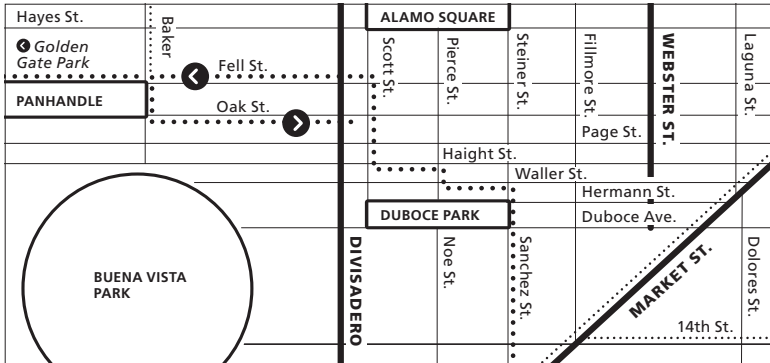 Hayes St.
Golden
Gate Park
Baker
Fell St.
PANHANDLE
Oak St.
ALAMO SQUARE
Scott St.
Pierce St.
Steiner St.
Fillmore St.
WEBSTER ST.
Laguna St.
Page St.
Haight St.
Waller St.
Hermann St.
DUBOCE PARK
Duboce Ave.
BUENA VISTA
PARK
DIVISADERO
Noe St.
Sanchez St.
MARKET ST.
Dolores St.
14th St.